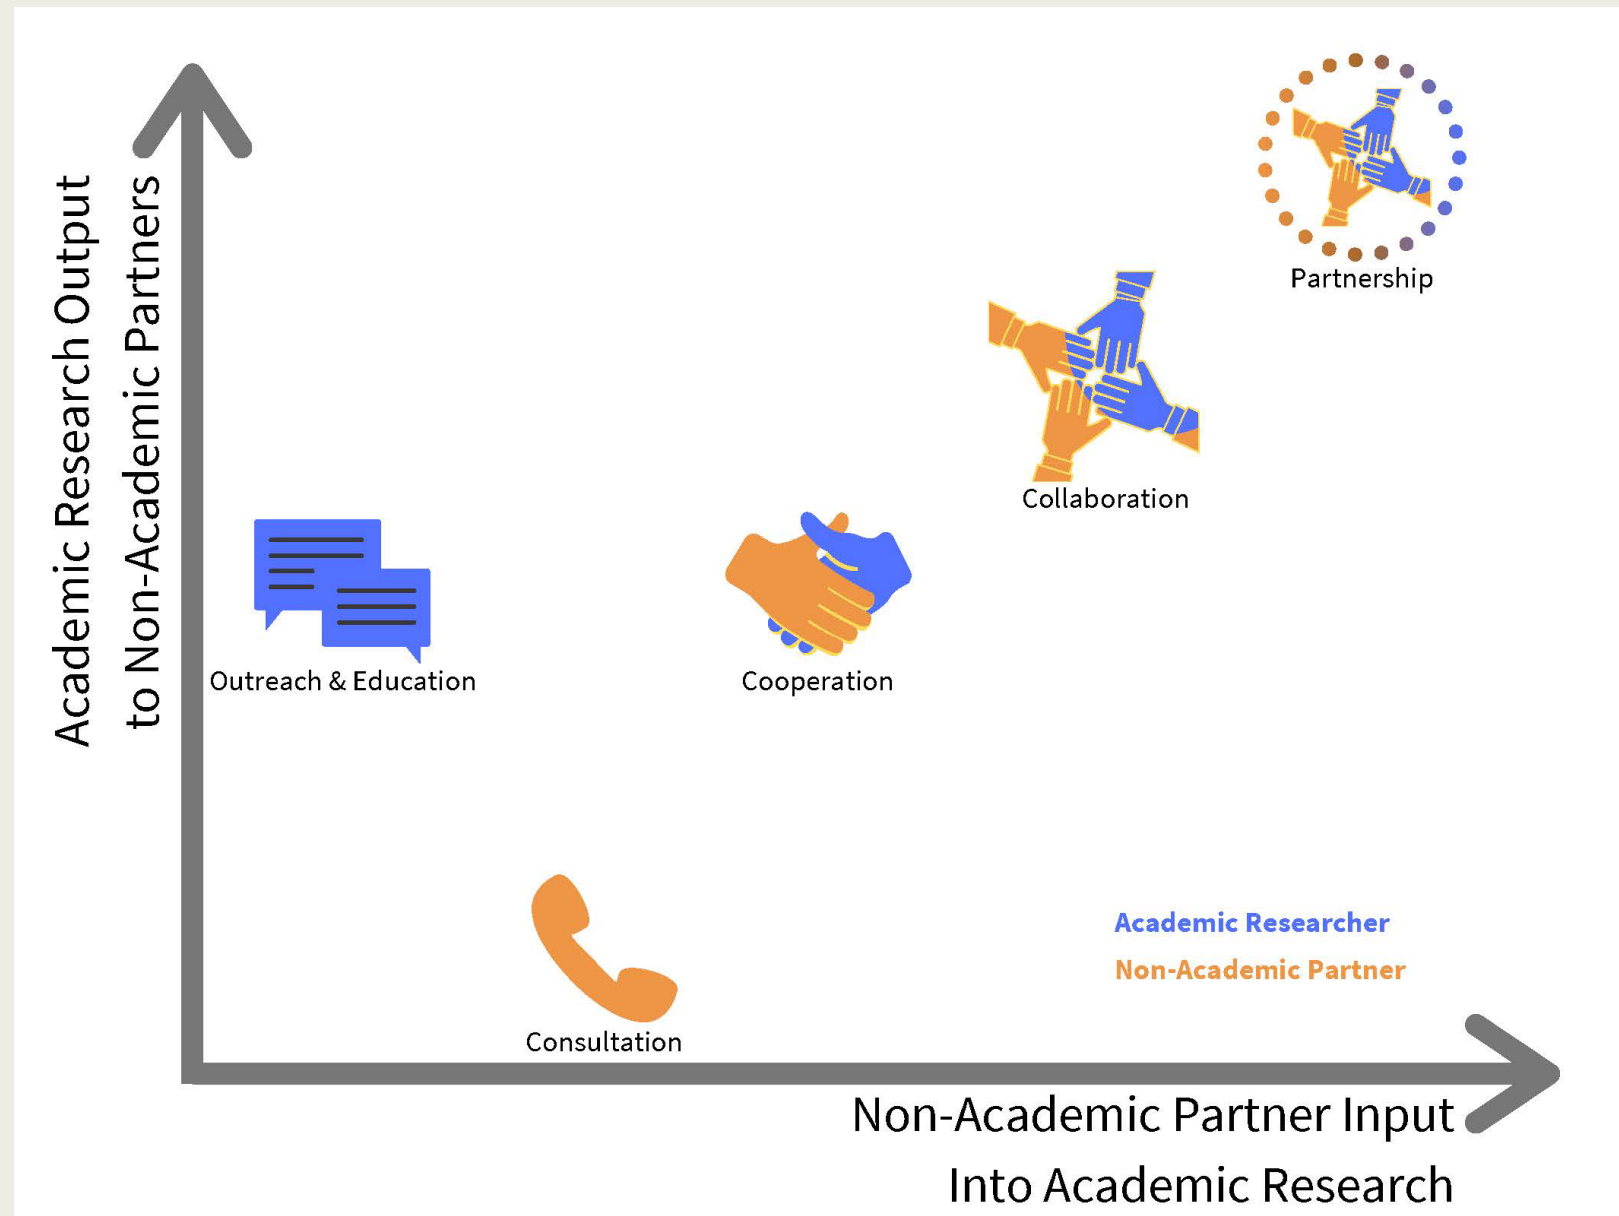 Academic Research Output
to Non-Academic Partners
Partnership
Collaboration
Outreach & Education
Cooperation
Consultation
Academic Researcher
Non-Academic Partner
Non-Academic Partner Input
Into Academic Research